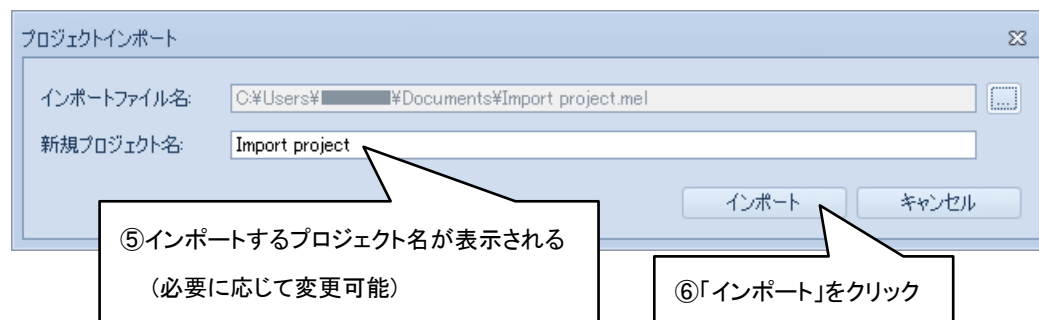 プロジェクトインポート
インポートファイル名: C:¥Users¥ ¥Documents¥Import project.mel ...
新規プロジェクト名: Import project
インポート キャンセル
⑤インポートするプロジェクト名が表示される
(必要に応じて変更可能)
⑥「インポート」をクリック